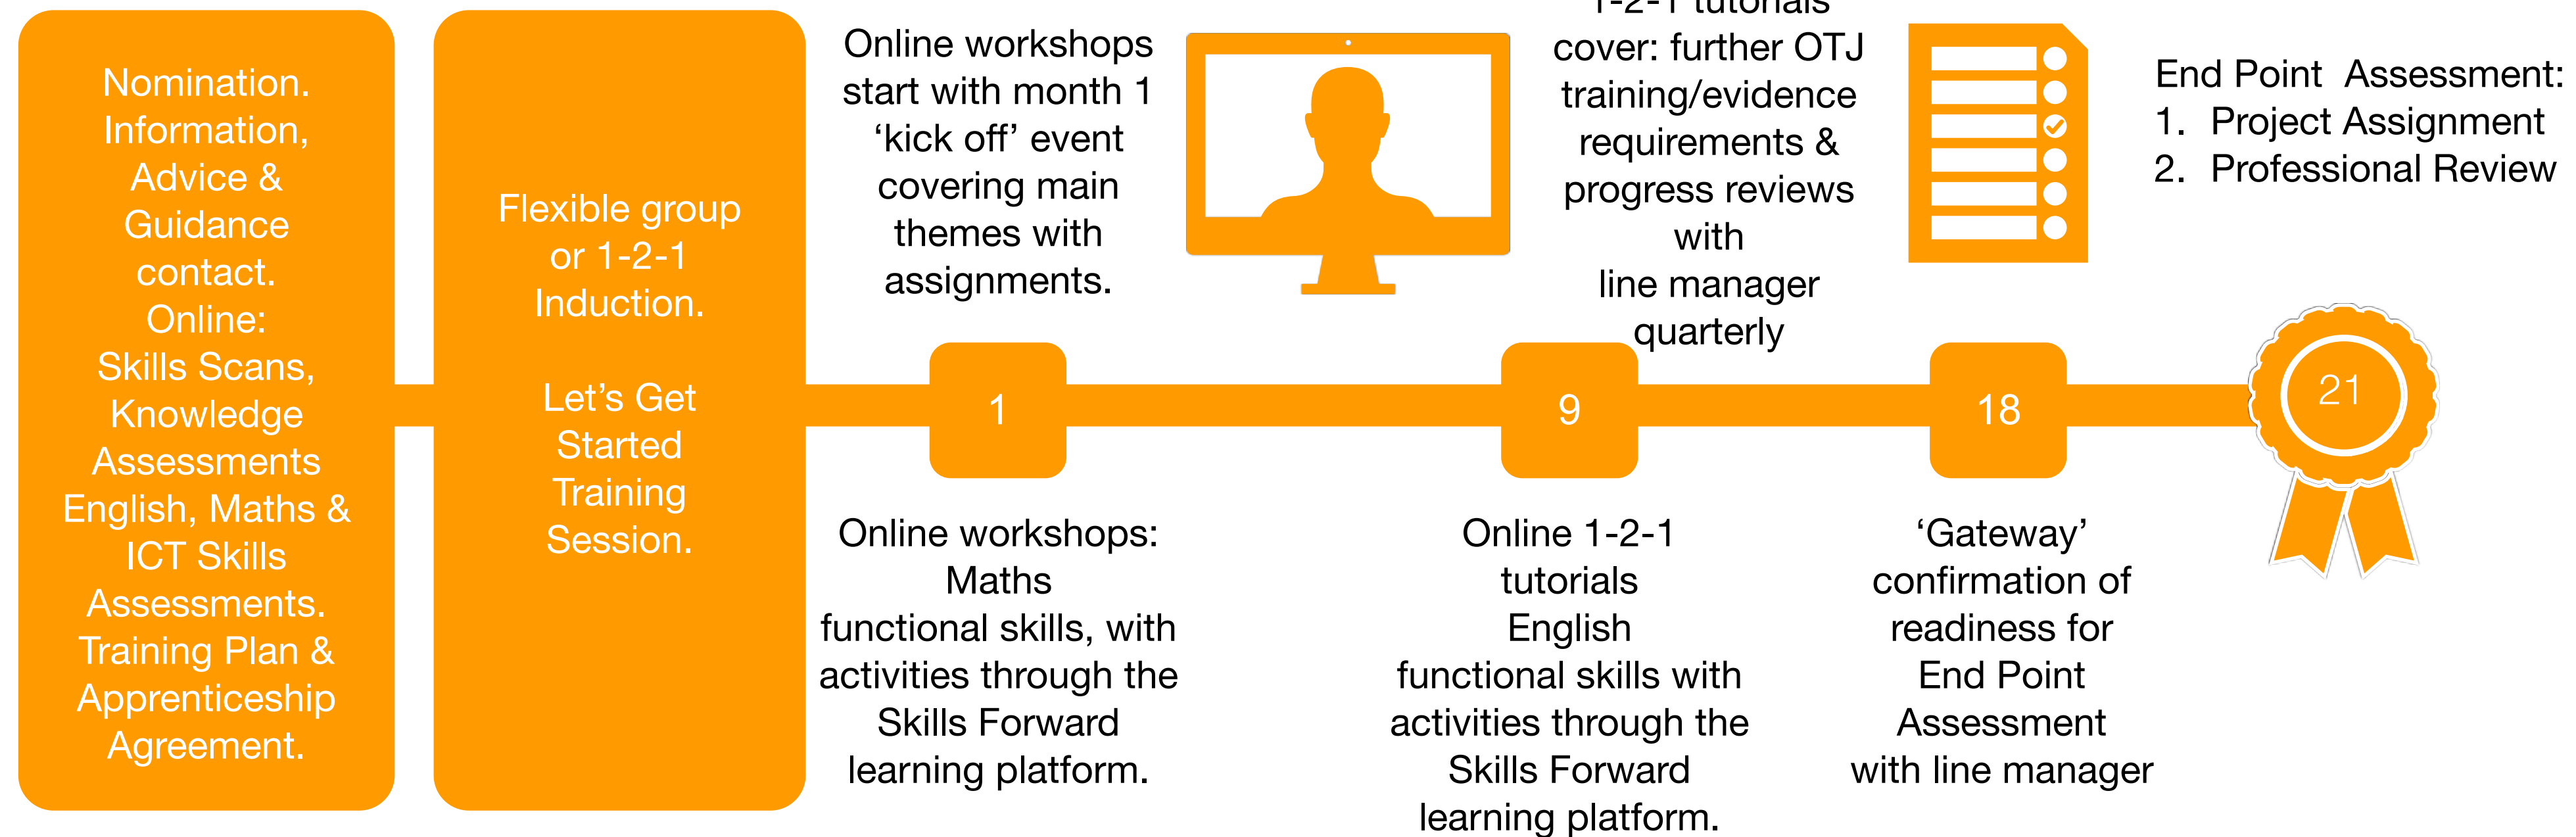 Nomination.
Information,
Advice &
Guidance
contact.
Online:
Skills Scans,
Knowledge
Assessments
English, Maths &
ICT Skills
Assessments.
Training Plan &
Apprenticeship
Agreement.
Flexible group
or 1-2-1
Induction.
Let’s Get
Started
Training
Session.
Online workshops
start with month 1
‘kick off’ event
covering main
themes with
assignments.
1
Online workshops:
Maths
functional skills, with
activities through the
Skills Forward
learning platform.
1-2-1 tutorials
cover: further OTJ
training/evidence
requirements &
progress reviews
with
line manager
quarterly
9
Online 1-2-1
tutorials
English
functional skills with
activities through the
Skills Forward
learning platform.
18
‘Gateway’
confirmation of
readiness for
End Point
Assessment
with line manager
End Point Assessment:
1. Project Assignment
2. Professional Review
21